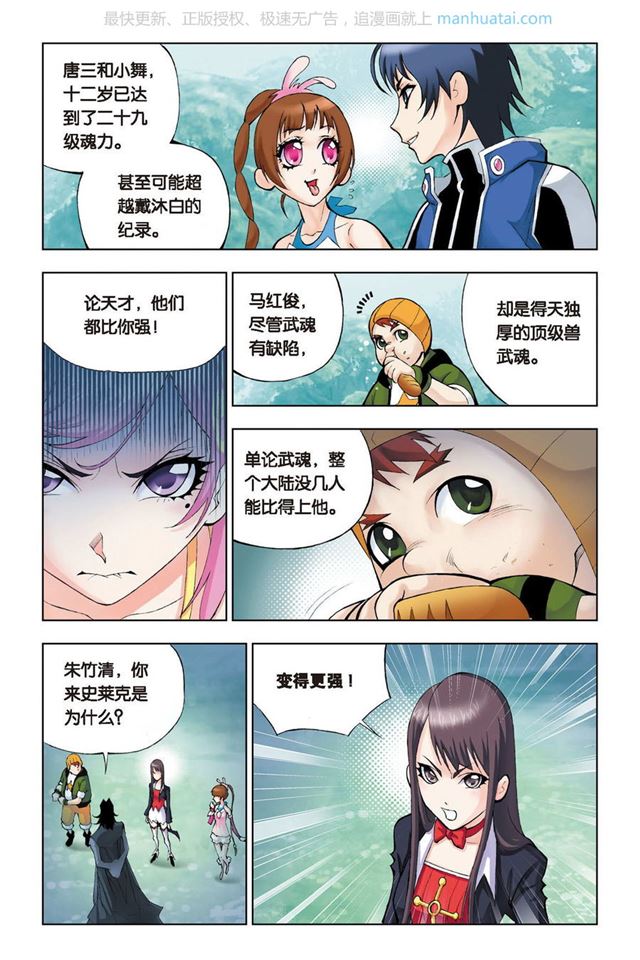 最快更新、正版授权、极速无广告，追漫画就上 manhuatai.com
唐三和小舞，
十二岁已达
到了二十九
级魂力。
甚至可能超
越戴沐白的
纪录。
论天才，他们
都比你强！
马红俊，
尽管武魂
有缺陷，
却是得天独
厚的顶级兽
武魂。
单论武魂，整
个大陆没几人
能比得上他。
朱竹清，你
来史莱克是
为什么？
变得更强！